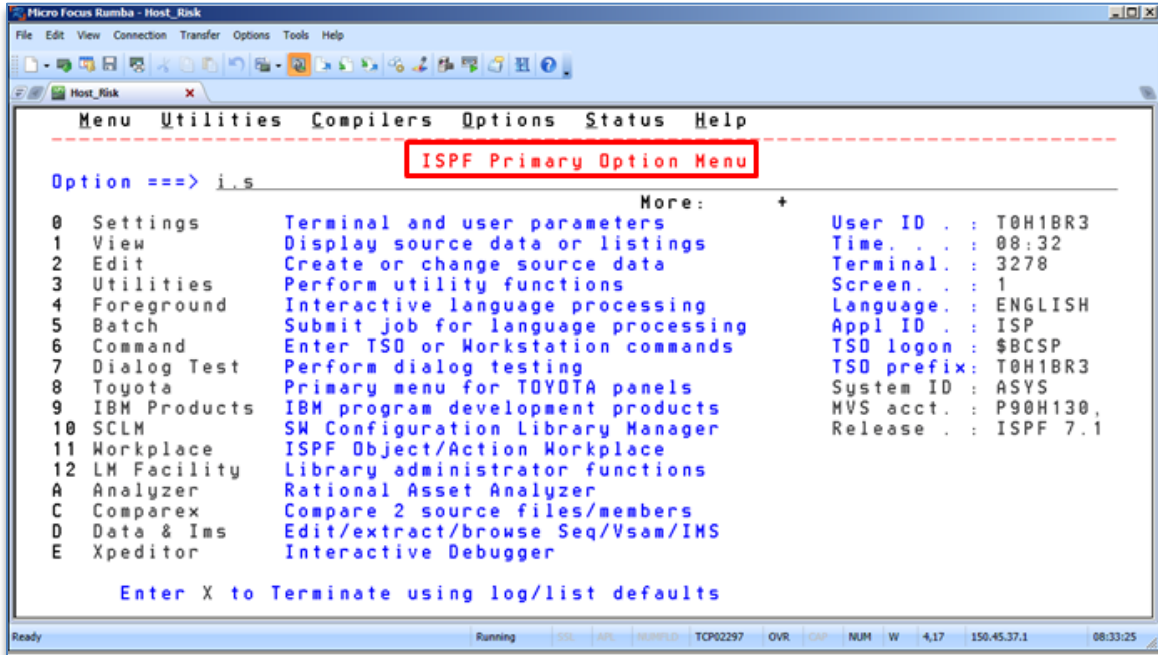 Micro Focus Rumba - Host_Risk
File Edit View Connection Transfer Options Tools Help
Host_Risk
Menu Utilities Compilers Options Status Help
ISPF Primary Option Menu
Option ===> i.s
More: +
0 Settings Terminal and user parameters User ID . : T0H1BR3
1 View Display source data or listings Time. . . : 08:32
2 Edit Create or change source data Terminal. : 3278
3 Utilities Perform utility functions Screen. . : 1
4 Foreground Interactive language processing Language. : ENGLISH
5 Batch Submit job for language processing Appl ID . : ISP
6 Command Enter TSO or Workstation commands TSO logon : $BCSP
7 Dialog Test Perform dialog testing TSO prefix: T0H1BR3
8 Toyota Primary menu for TOYOTA panels System ID : ASYS
9 IBM Products IBM program development products MVS acct. : P90H130,
10 SCLM SW Configuration Library Manager Release . : ISPF 7.1
11 Workplace ISPF Object/Action Workplace
12 LM Facility Library administrator functions
A Analyzer Rational Asset Analyzer
C Comparex Compare 2 source files/members
D Data & Ims Edit/extract/browse Seq/Vsam/IMS
E Xpeditor Interactive Debugger
Enter X to Terminate using log/list defaults
Ready Running SSL APL NUMFLD TCP02297 OVR CAP NUM W 4,17 150.45.37.1 08:33:25